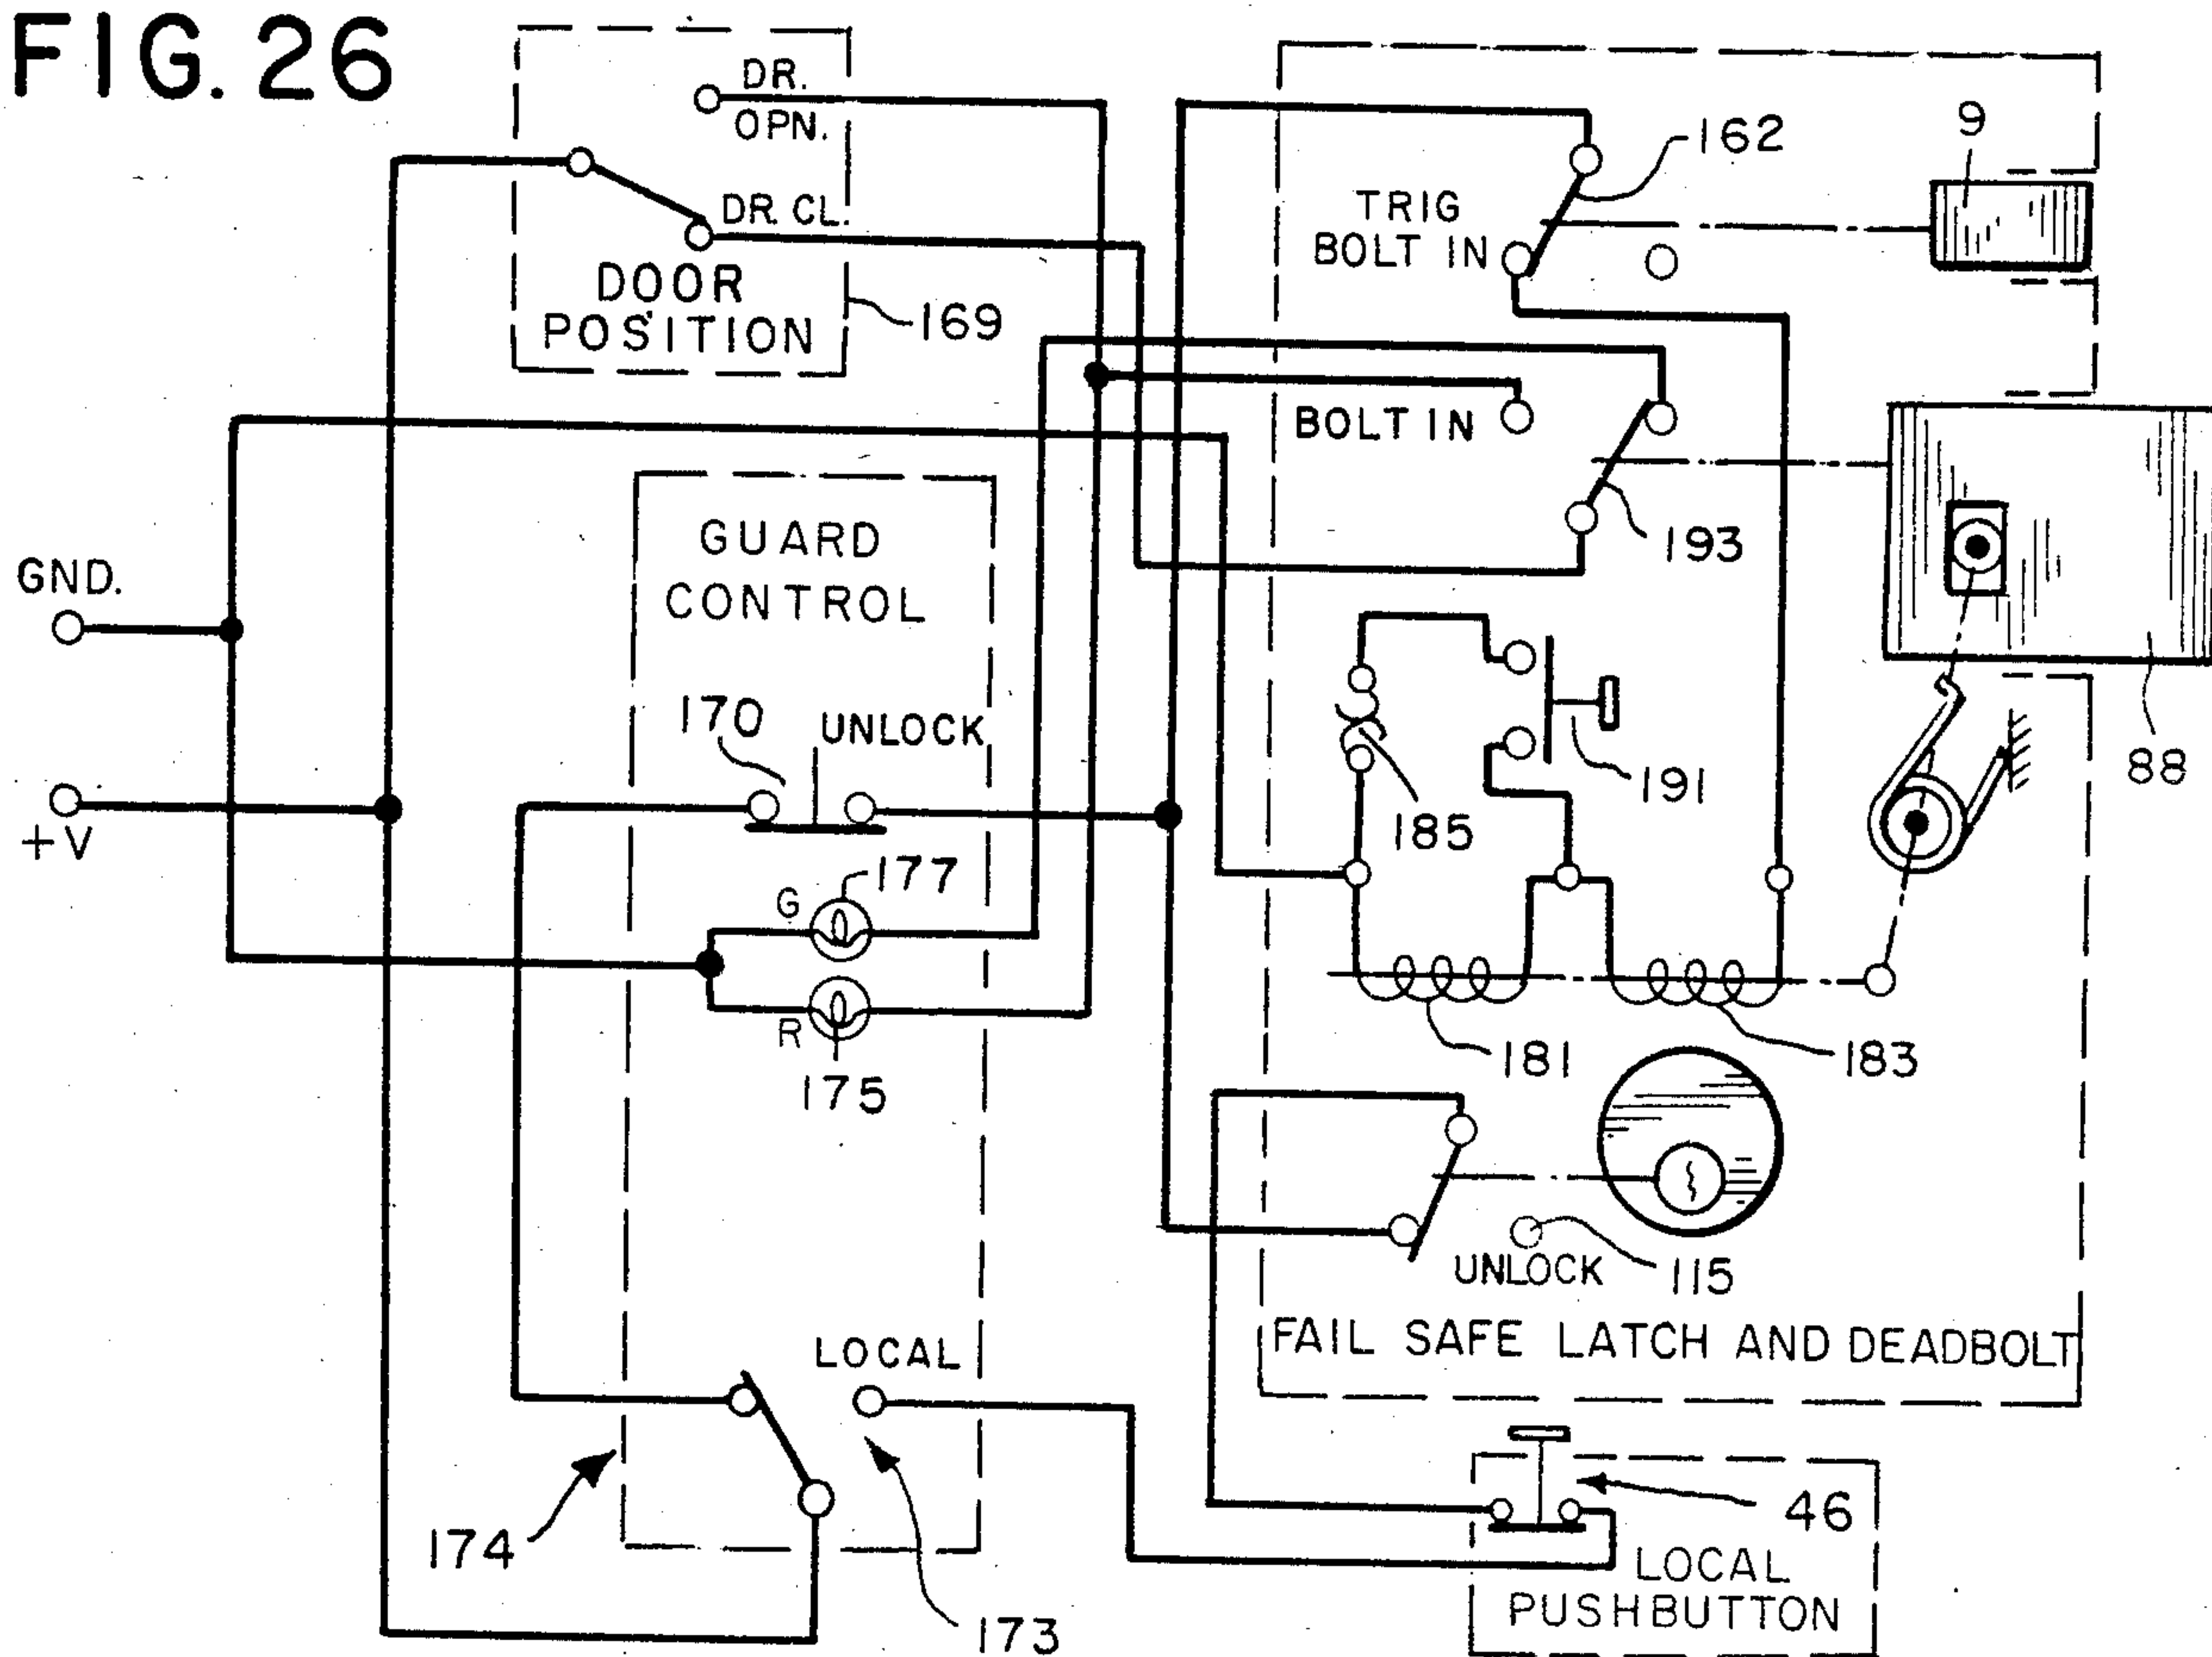 FIG. 26
DR.
OPN.
DR. CL.
DOOR
POSITION
169
162
9
TRIG
BOLT IN
BOLT IN
193
88
GND.
+V
GUARD
CONTROL
170
UNLOCK
177
G
R
175
185
191
181
183
UNLOCK
115
FAIL SAFE LATCH AND DEADBOLT
LOCAL
174
173
46
LOCAL
PUSHBUTTON